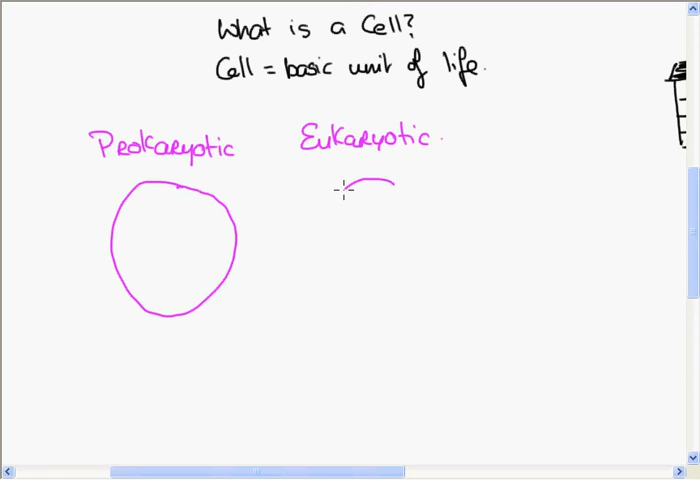 What is a Cell?
Cell = basic unit of life.
Prokaryotic Eukaryotic.